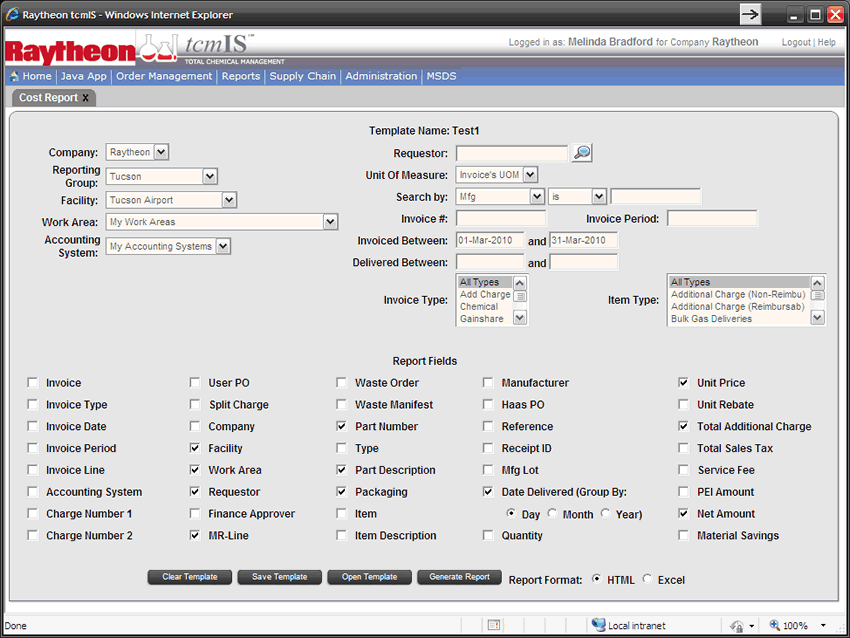 Raytheon tcmIS - Windows Internet Explorer
Raytheon tcmIS™ TOTAL CHEMICAL MANAGEMENT
Logged in as: Melinda Bradford for Company Raytheon Logout | Help
Home | Java App | Order Management | Reports | Supply Chain | Administration | MSDS
Cost Report x
Template Name: Test1
Company: Raytheon
Reporting Group: Tucson
Facility: Tucson Airport
Work Area: My Work Areas
Accounting System: My Accounting Systems
Requestor:
Unit Of Measure: Invoice's UOM
Search by: Mfg is
Invoice #: Invoice Period:
Invoiced Between: 01-Mar-2010 and 31-Mar-2010
Delivered Between: and
Invoice Type: All Types
Add Charge
Chemical
Gainshare
Item Type: All Types
Additional Charge (Non-Reimbu)
Additional Charge (Reimbursab)
Bulk Gas Deliveries
Report Fields
Invoice User PO Waste Order Manufacturer Unit Price
Invoice Type Split Charge Waste Manifest Haas PO Unit Rebate
Invoice Date Company Part Number Reference Total Additional Charge
Invoice Period Facility Type Receipt ID Total Sales Tax
Invoice Line Work Area Part Description Mfg Lot Service Fee
Accounting System Requestor Packaging Date Delivered (Group By: PEI Amount
Charge Number 1 Finance Approver Item Day Month Year) Net Amount
Charge Number 2 MR-Line Item Description Quantity Material Savings
Clear Template Save Template Open Template Generate Report Report Format: HTML Excel
Done Local intranet 100%